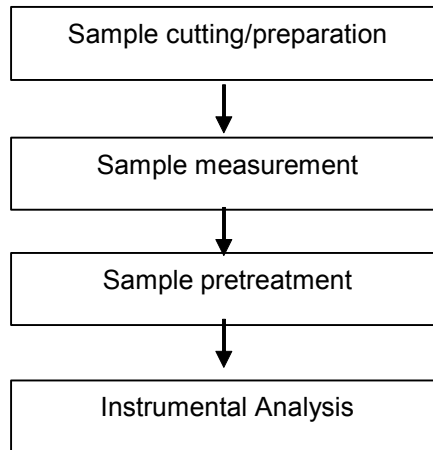 Sample cutting/preparation
Sample measurement
Sample pretreatment
Instrumental Analysis